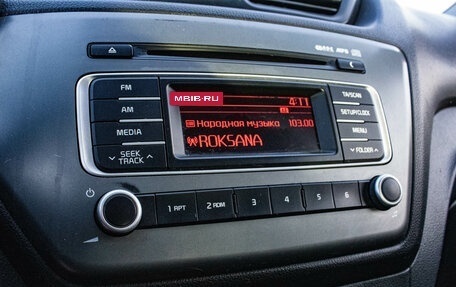 FM
AM
MEDIA
SEEK
TRACK
MBIB-RU
4:11
Народная музыка 103.00
ROKSANA
TA/SCAN
SETUP/CLOCK
MENU
FOLDER
1 RPT
2 RDM
3
4
5
6